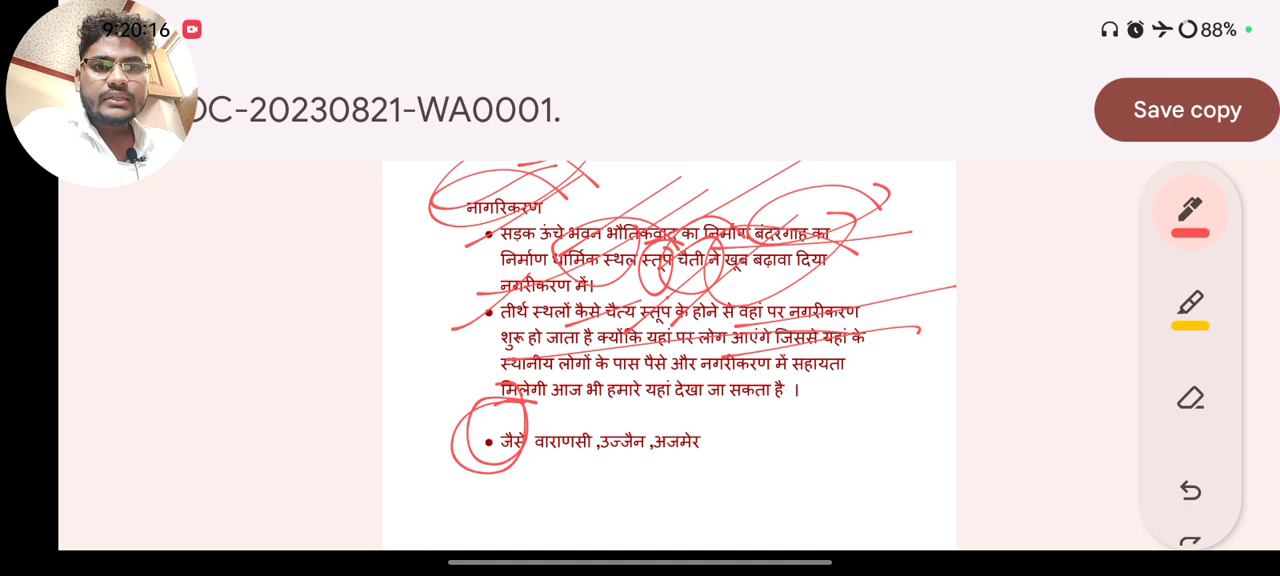 9:20:16
88%
OC-20230821-WA0001.
Save copy
नागरिकरण
• सड़क ऊंचे भवन भौतिकवाद का निर्माण बंदरगाह का
निर्माण धार्मिक स्थल स्तूप चैती ने खूब बढ़ावा दिया
नगरीकरण में।
• तीर्थ स्थलों कैसे चैत्य स्तूप के होने से वहां पर नगरीकरण
शुरू हो जाता है क्योंकि यहां पर लोग आएंगे जिससे यहां के
स्थानीय लोगों के पास पैसे और नगरीकरण में सहायता
मिलेगी आज भी हमारे यहां देखा जा सकता है ।
• जैसे वाराणसी ,उज्जैन ,अजमेर